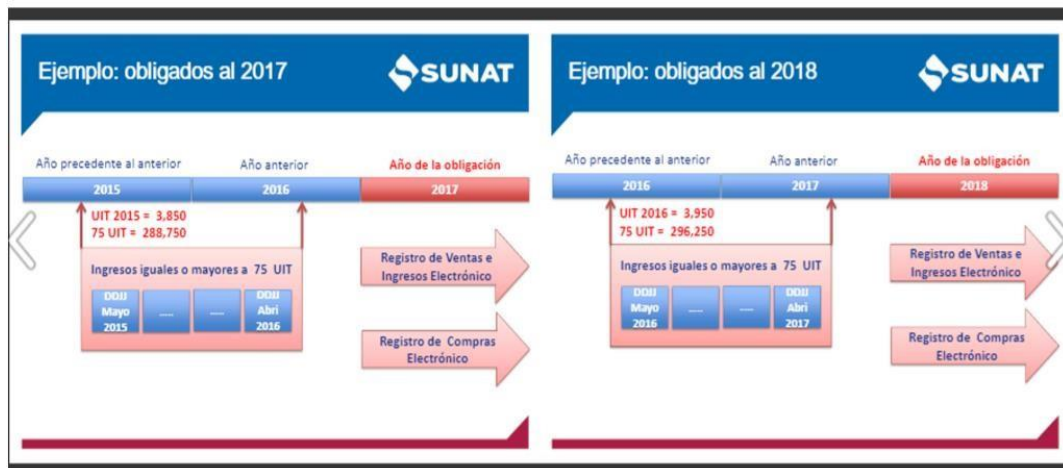 Ejemplo: obligados al 2017
SUNAT
Año precedente al anterior
Año anterior
Año de la obligación
2015
2016
2017
UIT 2015 = 3,850
75 UIT = 288,750
Ingresos iguales o mayores a 75 UIT
DDJJ
Mayo
2015
.....
.....
DDJJ
Abri
2016
Registro de Ventas e
Ingresos Electrónico
Registro de Compras
Electrónico
Ejemplo: obligados al 2018
SUNAT
Año precedente al anterior
Año anterior
Año de la obligación
2016
2017
2018
UIT 2016 = 3,950
75 UIT = 296,250
Ingresos iguales o mayores a 75 UIT
DDJJ
Mayo
2016
.....
.....
DDJJ
Abri
2017
Registro de Ventas e
Ingresos Electrónico
Registro de Compras
Electrónico